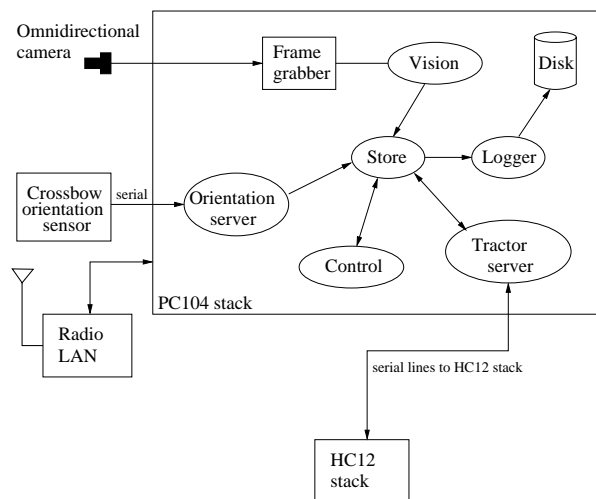 Omnidirectional
camera
Frame
grabber
Vision
Disk
Store
Logger
Crossbow
orientation
sensor
serial
Orientation
server
Tractor
server
Control
PC104 stack
Radio
LAN
serial lines to HC12 stack
HC12
stack